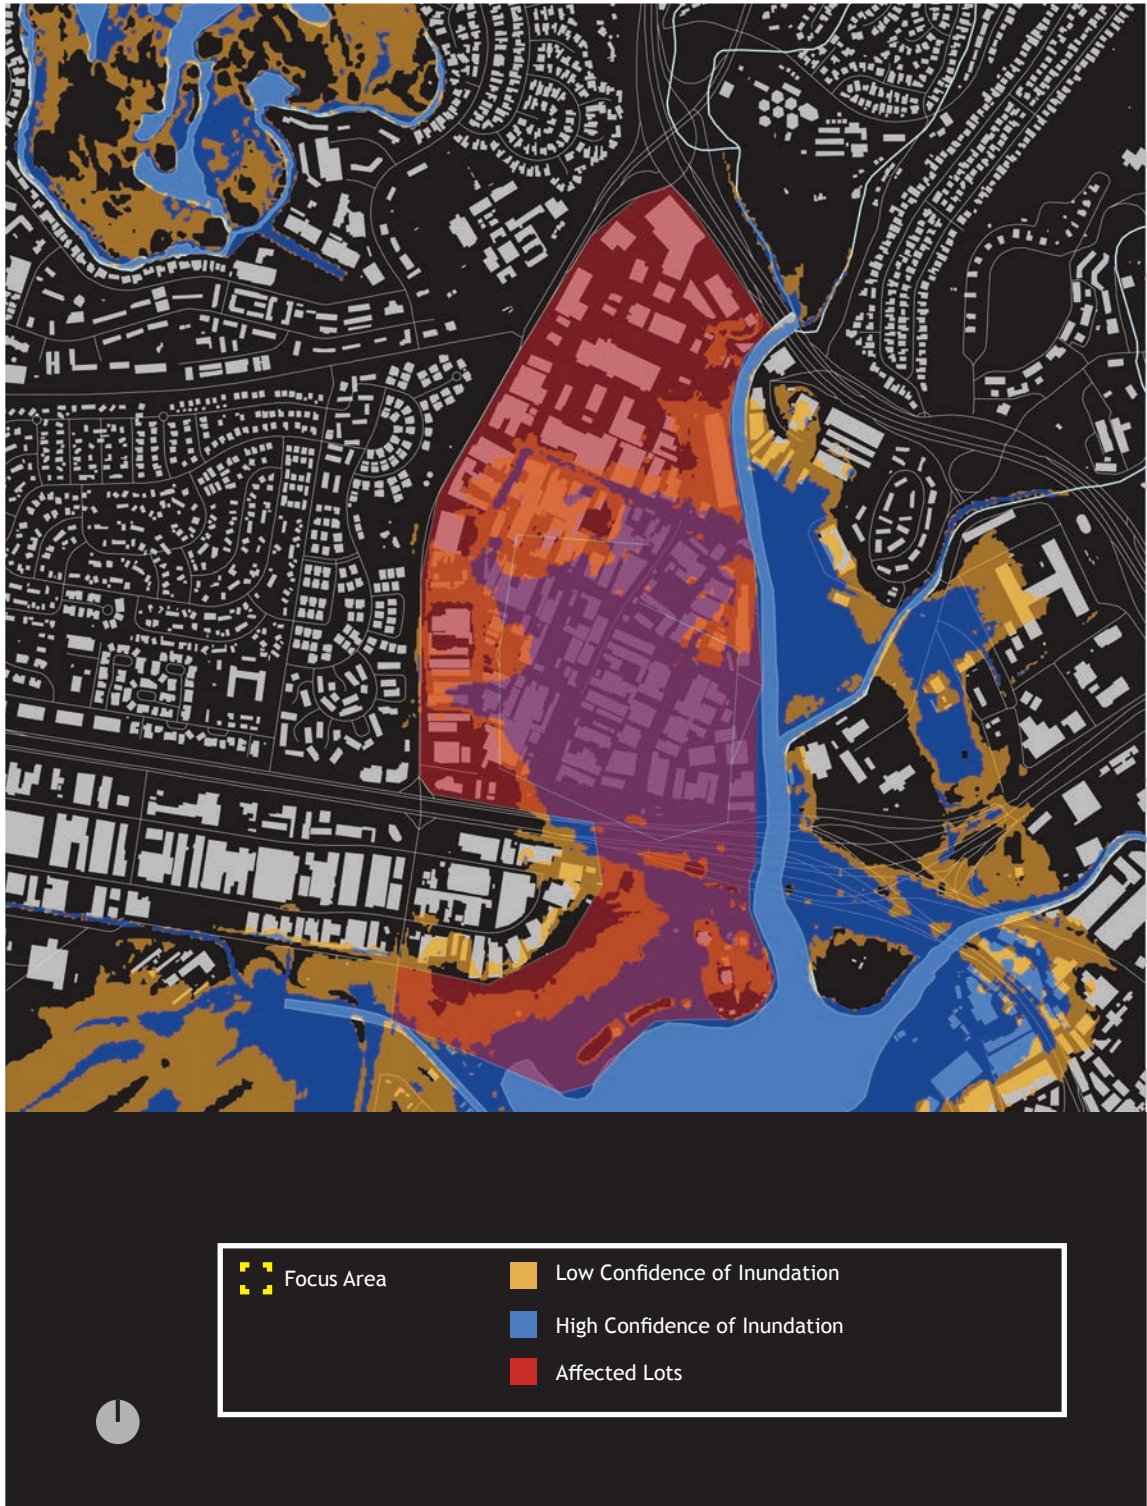 Focus Area
Low Confidence of Inundation
High Confidence of Inundation
Affected Lots